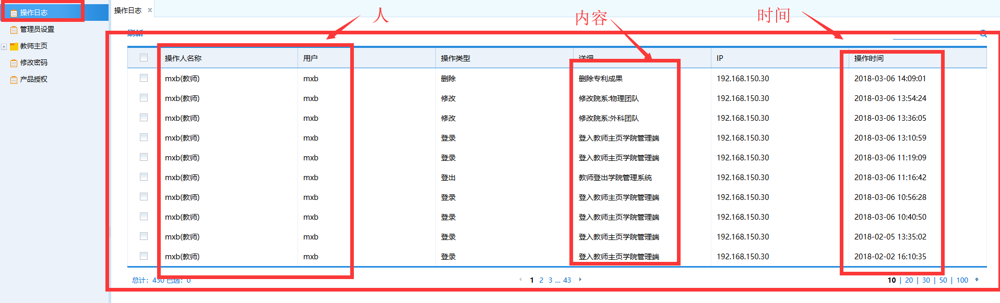 操作日志
管理员设置
教师主页
修改密码
产品授权
操作日志 ×
人
内容
时间
刷新
操作人名称 用户 操作类型 详细 IP 操作时间
mxb(教师) mxb 删除 删除专利成果 192.168.150.30 2018-03-06 14:09:01
mxb(教师) mxb 修改 修改院系:物理团队 192.168.150.30 2018-03-06 13:54:24
mxb(教师) mxb 修改 修改院系:外科团队 192.168.150.30 2018-03-06 13:36:05
mxb(教师) mxb 登录 登入教师主页学院管理端 192.168.150.30 2018-03-06 13:10:59
mxb(教师) mxb 登录 登入教师主页学院管理端 192.168.150.30 2018-03-06 11:19:09
mxb(教师) mxb 登出 教师登出学院管理系统 192.168.150.30 2018-03-06 11:16:42
mxb(教师) mxb 登录 登入教师主页学院管理端 192.168.150.30 2018-03-06 10:56:28
mxb(教师) mxb 登录 登入教师主页学院管理端 192.168.150.30 2018-03-06 10:40:50
mxb(教师) mxb 登录 登入教师主页学院管理端 192.168.150.30 2018-02-05 13:35:02
mxb(教师) mxb 登录 登入教师主页学院管理端 192.168.150.30 2018-02-02 16:10:35
总计: 430 已选: 0 1 2 3 ... 43 10 | 20 | 30 | 50 | 100